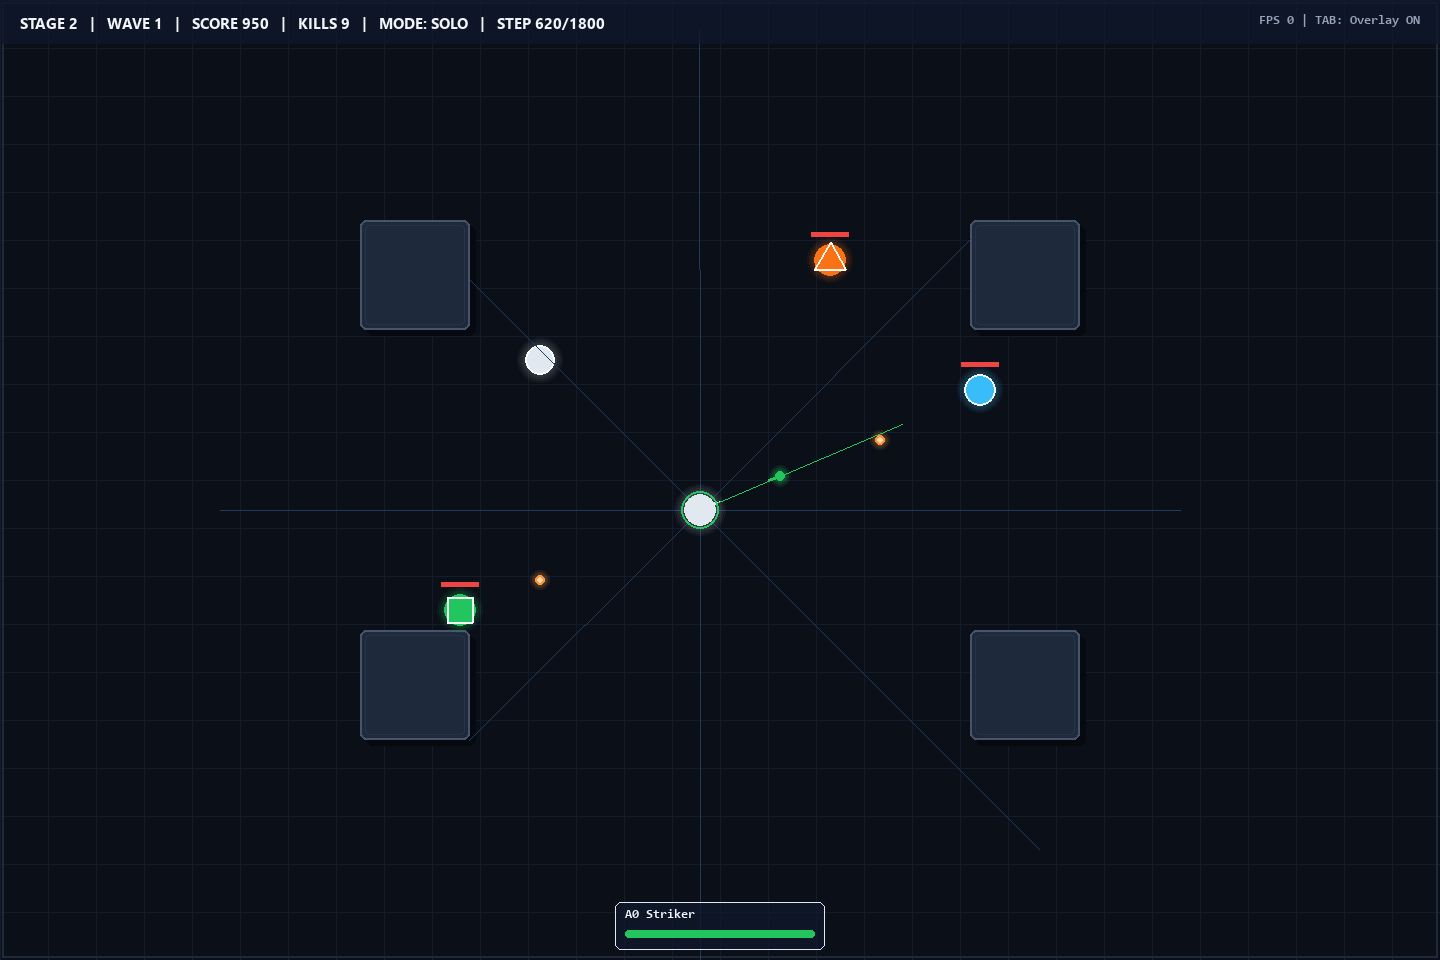 STAGE 2 | WAVE 1 | SCORE 950 | KILLS 9 | MODE: SOLO | STEP 620/1800
FPS 0 | TAB: Overlay ON
A0 Striker